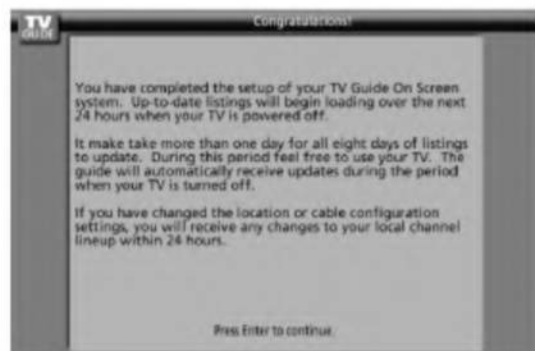 TV
GUIDE
Congratulations!
You have completed the setup of your TV Guide On Screen
system. Up-to-date listings will begin loading over the next
24 hours when your TV is powered off.
It make take more than one day for all eight days of listings
to update. During this period feel free to use your TV. The
guide will automatically receive updates during the period
when your TV is turned off.
If you have changed the location or cable configuration
settings, you will receive any changes to your local channel
lineup within 24 hours.
Press Enter to continue.